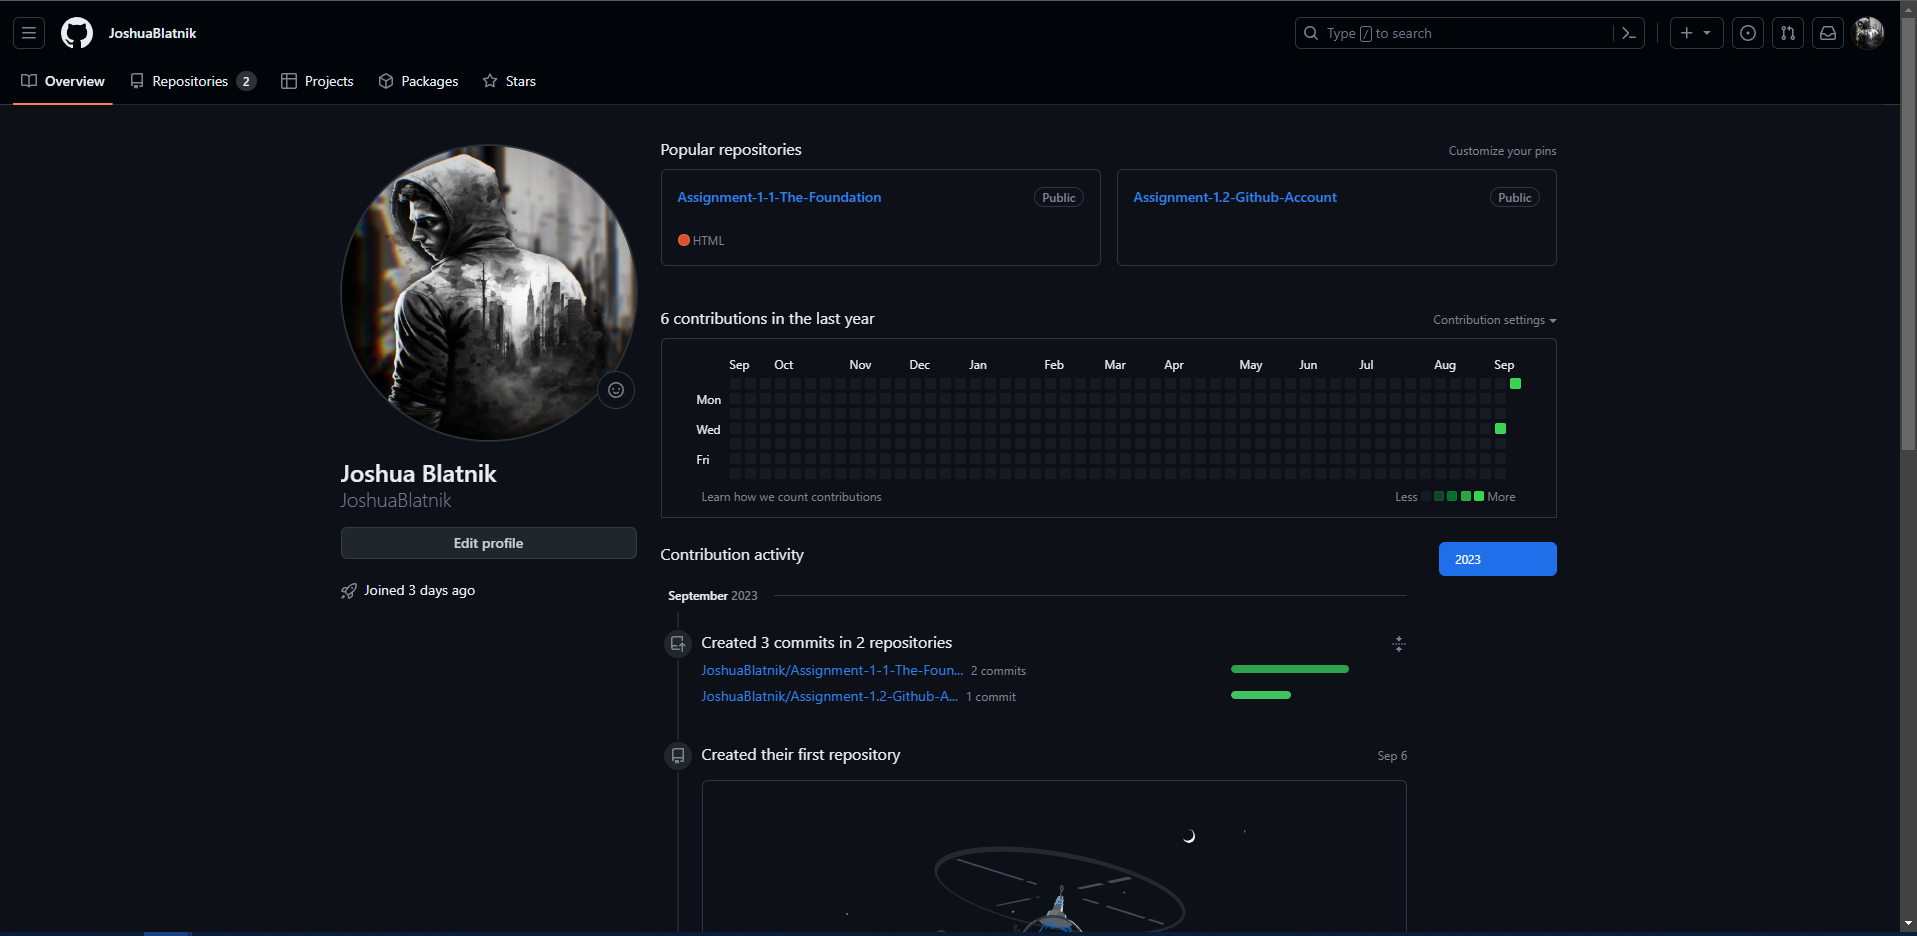 JoshuaBlatnik
Type / to search
Overview
Repositories 2
Projects
Packages
Stars
Popular repositories
Customize your pins
Assignment-1-1-The-Foundation
Public
HTML
Assignment-1.2-Github-Account
Public
6 contributions in the last year
Contribution settings
Sep Oct Nov Dec Jan Feb Mar Apr May Jun Jul Aug Sep
Mon
Wed
Fri
Learn how we count contributions
Less More
Joshua Blatnik
JoshuaBlatnik
Edit profile
Joined 3 days ago
Contribution activity
2023
September 2023
Created 3 commits in 2 repositories
JoshuaBlatnik/Assignment-1-1-The-Foun... 2 commits
JoshuaBlatnik/Assignment-1.2-Github-A... 1 commit
Created their first repository
Sep 6